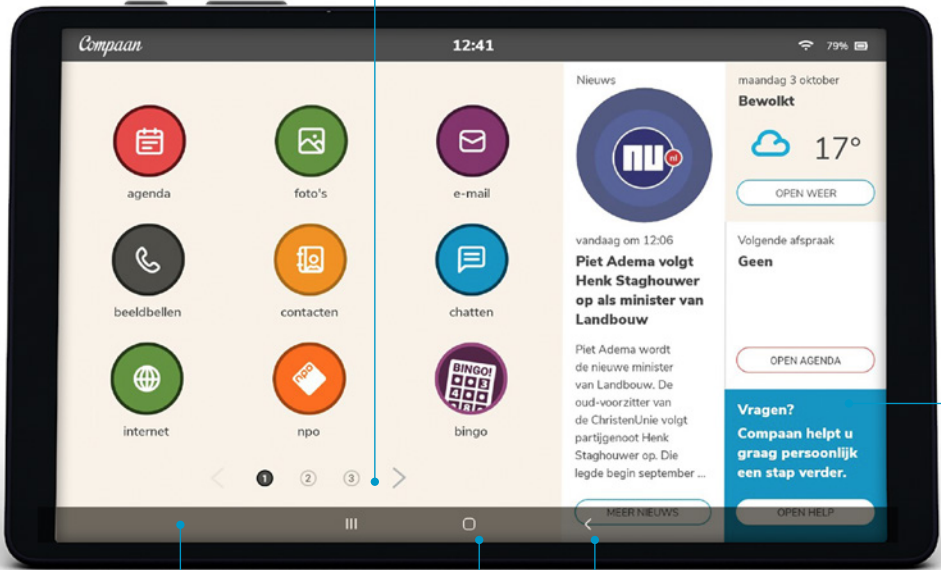 Compaan
12:41
79%
agenda
foto's
e-mail
beeldbellen
contacten
chatten
internet
npo
npo
BINGO!
bingo
1
2
3
Nieuws
nu
nl
vandaag om 12:06
Piet Adema volgt
Henk Staghouwer
op als minister van
Landbouw
Piet Adema wordt
de nieuwe minister
van Landbouw. De
oud-voorzitter van
de ChristenUnie volgt
partijgenoot Henk
Staghouwer op. Die
legde begin september ...
MEER NIEUWS
maandag 3 oktober
Bewolkt
17°
OPEN WEER
Volgende afspraak
Geen
OPEN AGENDA
Vragen?
Compaan helpt u
graag persoonlijk
een stap verder.
OPEN HELP